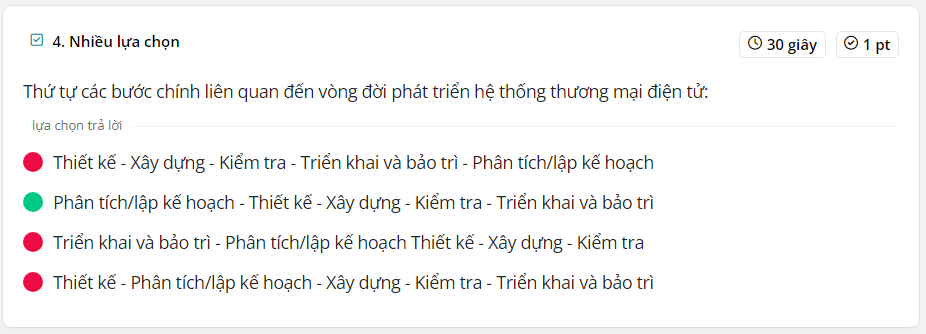 4. Nhiều lựa chọn
30 giây
1 pt
Thứ tự các bước chính liên quan đến vòng đời phát triển hệ thống thương mại điện tử:
lựa chọn trả lời
Thiết kế - Xây dựng - Kiểm tra - Triển khai và bảo trì - Phân tích/lập kế hoạch
Phân tích/lập kế hoạch - Thiết kế - Xây dựng - Kiểm tra - Triển khai và bảo trì
Triển khai và bảo trì - Phân tích/lập kế hoạch Thiết kế - Xây dựng - Kiểm tra
Thiết kế - Phân tích/lập kế hoạch - Xây dựng - Kiểm tra - Triển khai và bảo trì